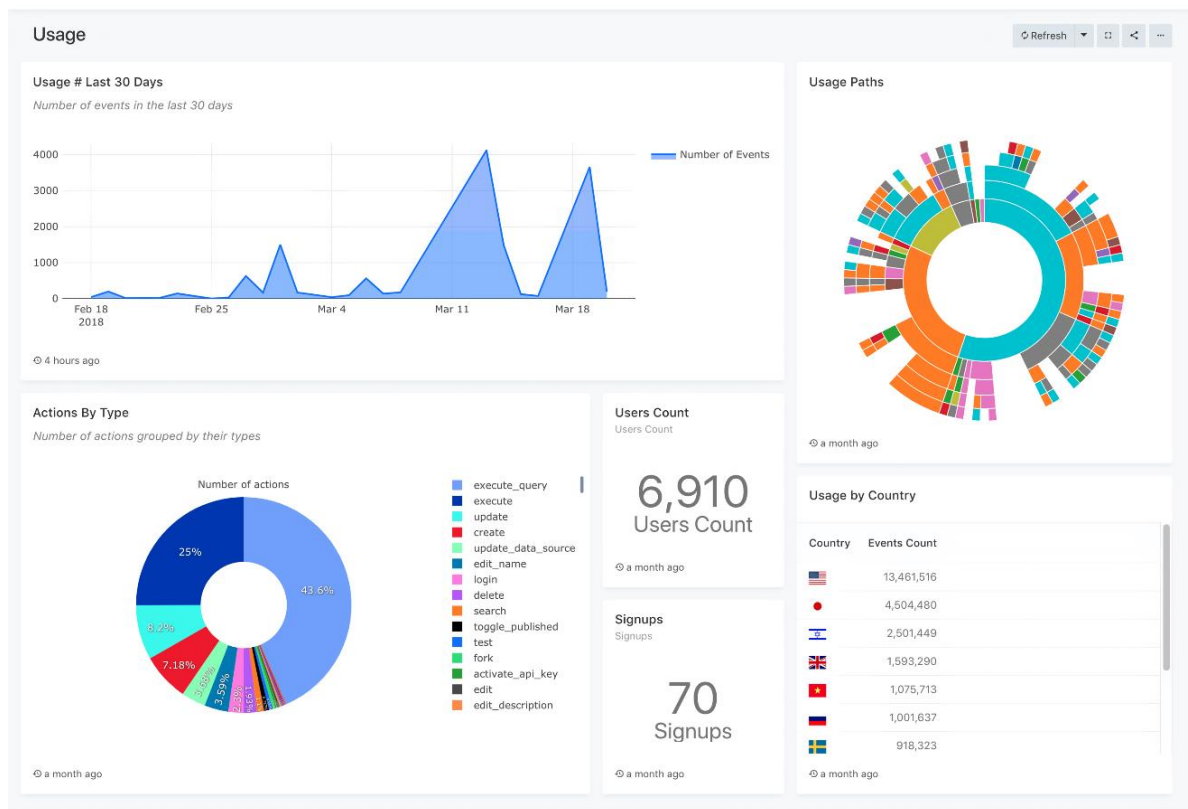 Usage
Refresh
Usage # Last 30 Days
Number of events in the last 30 days
Number of Events
4000
3000
2000
1000
0
Feb 18
2018
Feb 25
Mar 4
Mar 11
Mar 18
4 hours ago
Usage Paths
a month ago
Actions By Type
Number of actions grouped by their types
Number of actions
43.6%
25%
8.2%
7.18%
3.59%
1.93%
execute_query
execute
update
create
update_data_source
edit_name
login
delete
search
toggle_published
test
fork
activate_api_key
edit
edit_description
a month ago
Users Count
Users Count
6,910
Users Count
a month ago
Signups
Signups
70
Signups
a month ago
Usage by Country
Country Events Count
13,461,516
4,504,480
2,501,449
1,593,290
1,075,713
1,001,637
918,323
a month ago